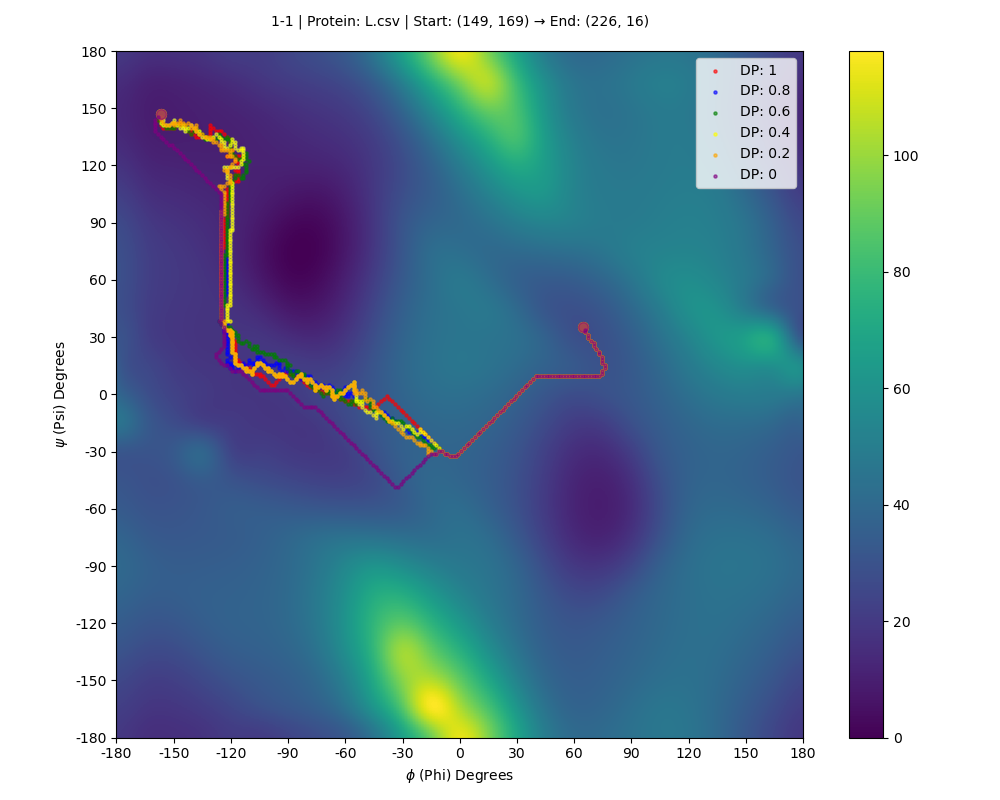 1-1 | Protein: L.csv | Start: (149, 169) → End: (226, 16)
DP: 1
DP: 0.8
DP: 0.6
DP: 0.4
DP: 0.2
DP: 0
180
150
120
90
60
30
0
-30
-60
-90
-120
-150
-180
ψ (Psi) Degrees
-180 -150 -120 -90 -60 -30 0 30 60 90 120 150 180
ϕ (Phi) Degrees
100
80
60
40
20
0